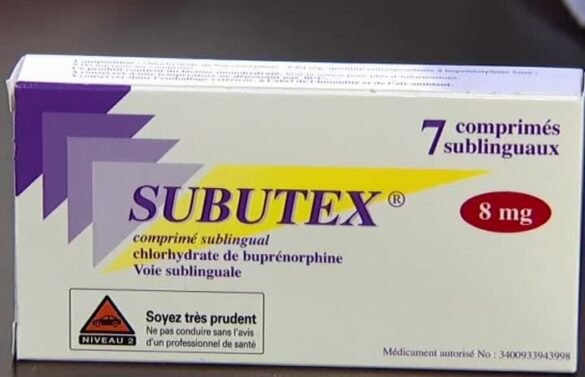 7 comprimés
sublinguaux
SUBUTEX®
8 mg
comprimé sublingual
chlorhydrate de buprénorphine
Voie sublinguale
Soyez très prudent
Ne pas conduire sans l'avis
d'un professionnel de santé
NIVEAU 2
Médicament autorisé No : 3400933943998